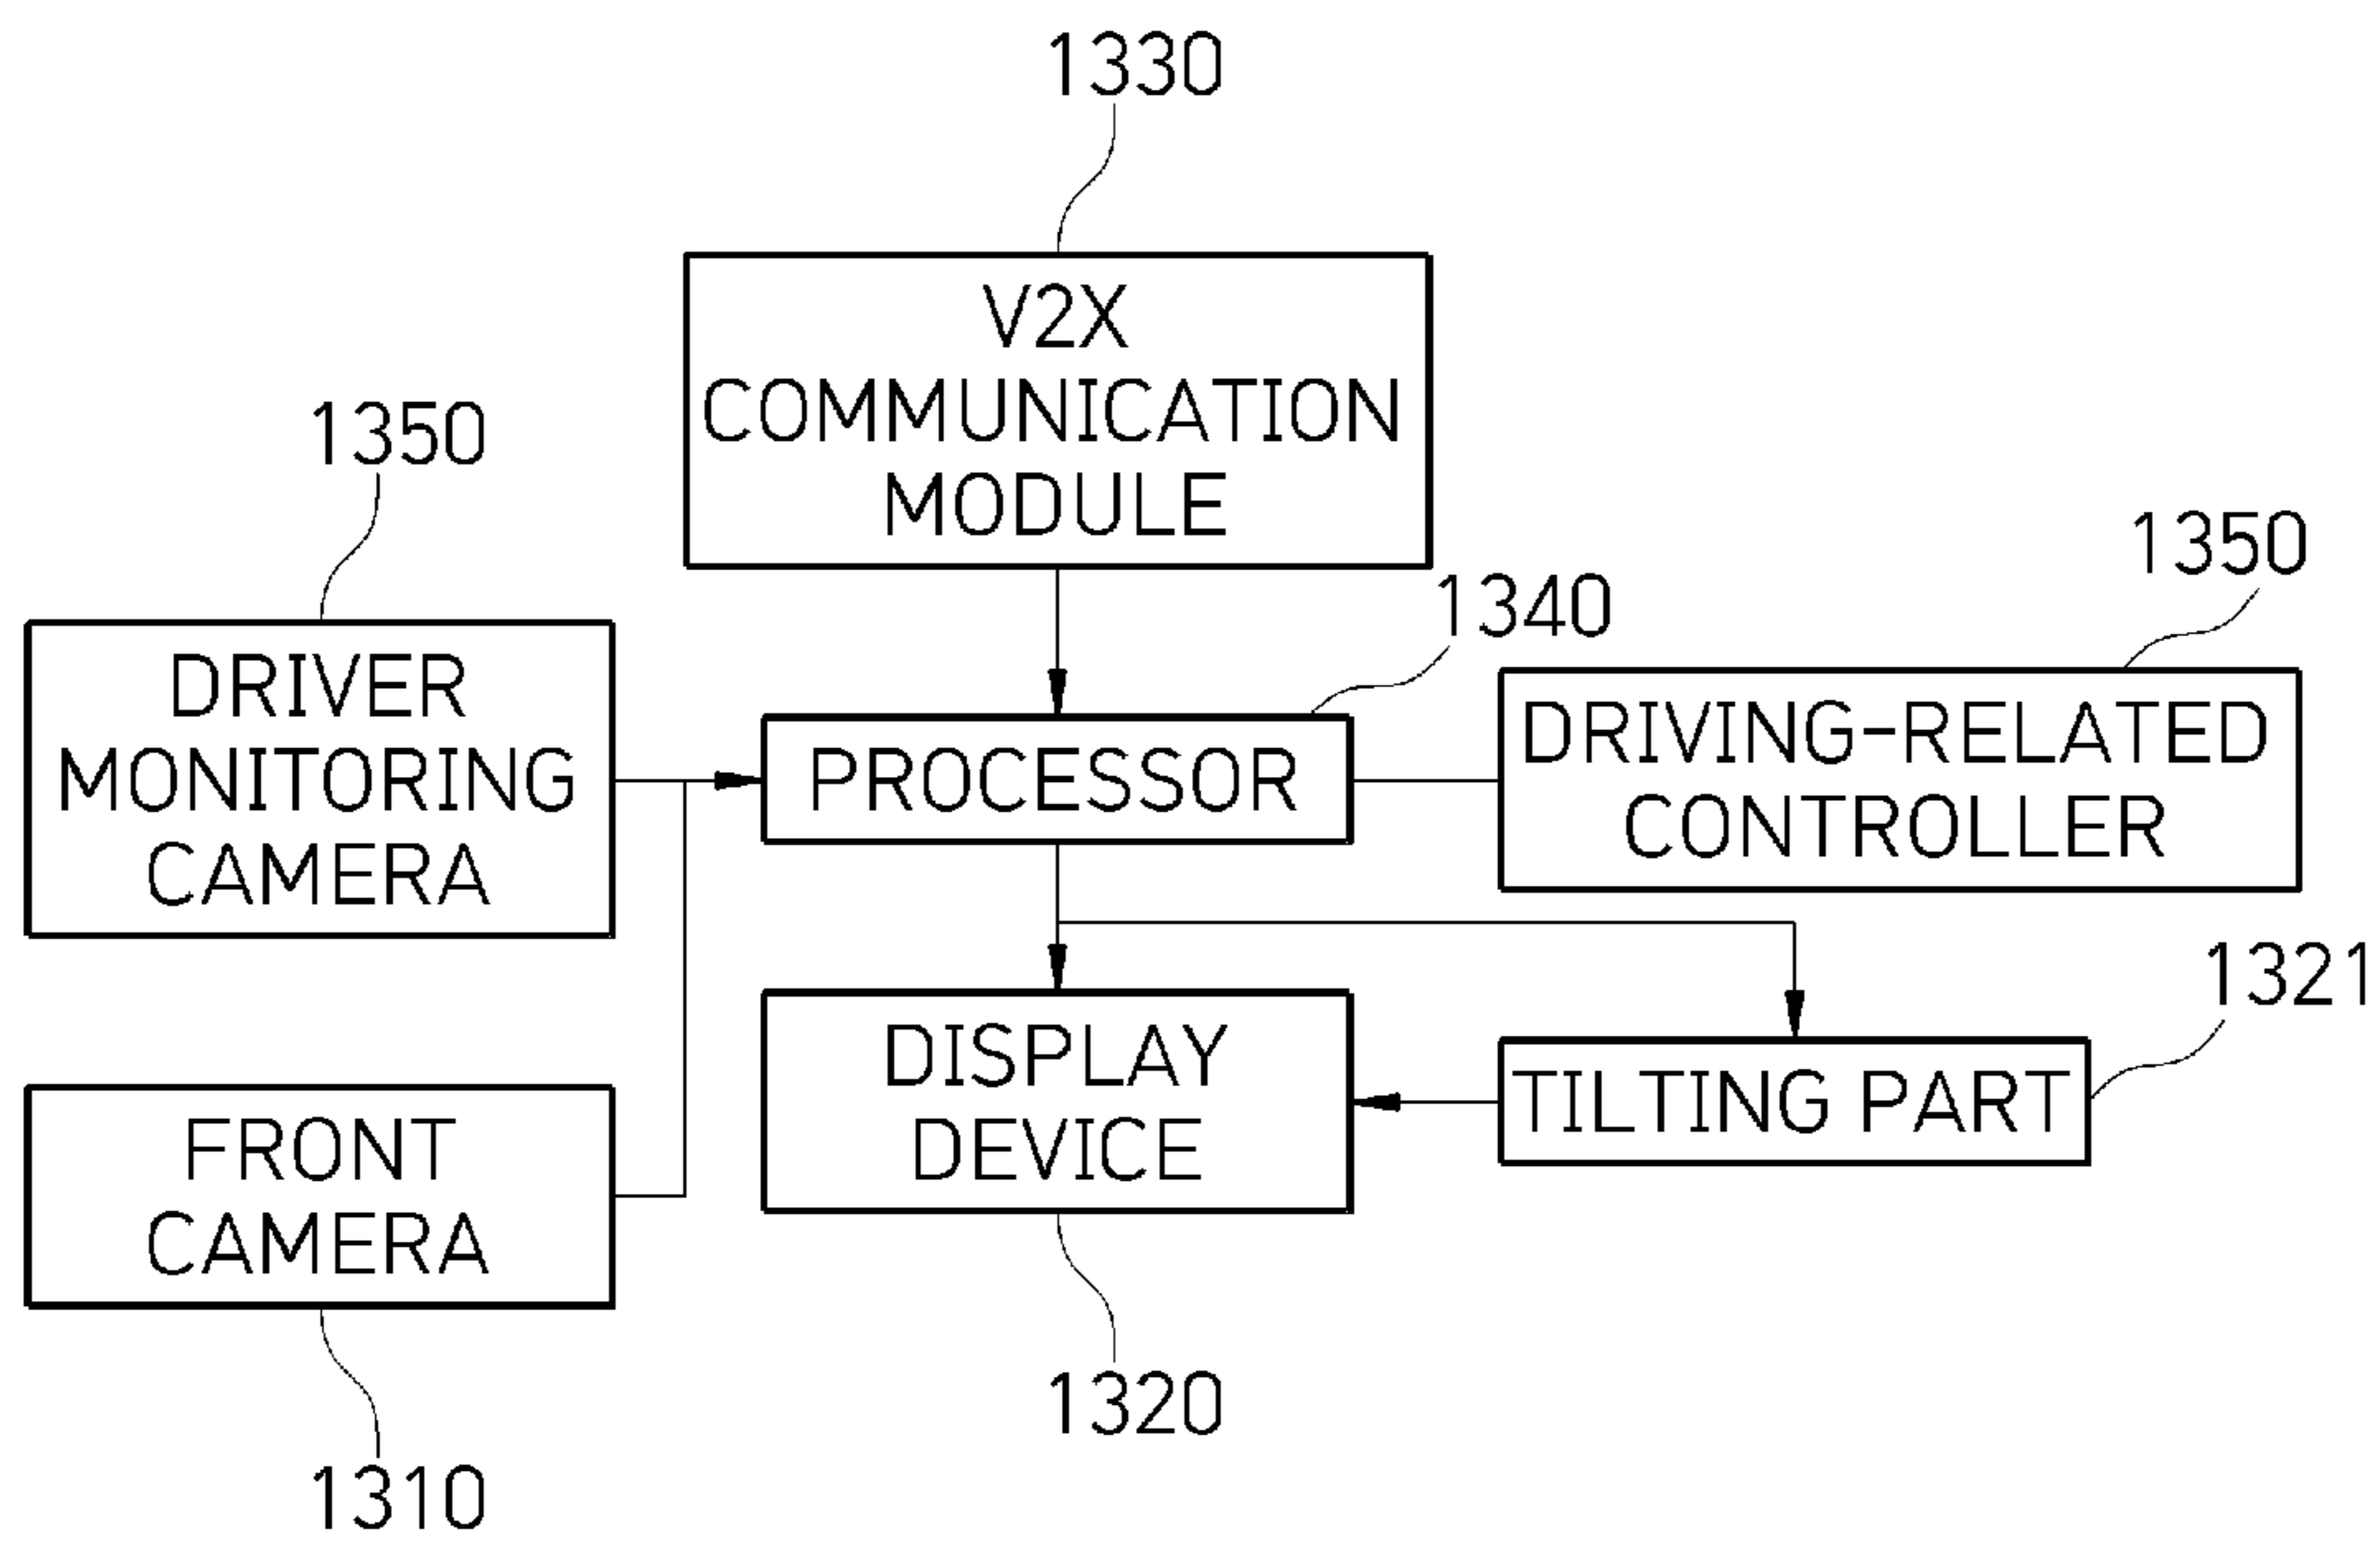 1330
V2X
COMMUNICATION
MODULE
1350
DRIVER
MONITORING
CAMERA
1340
PROCESSOR
1350
DRIVING-RELATED
CONTROLLER
FRONT
CAMERA
1310
DISPLAY
DEVICE
1320
TILTING PART
1321